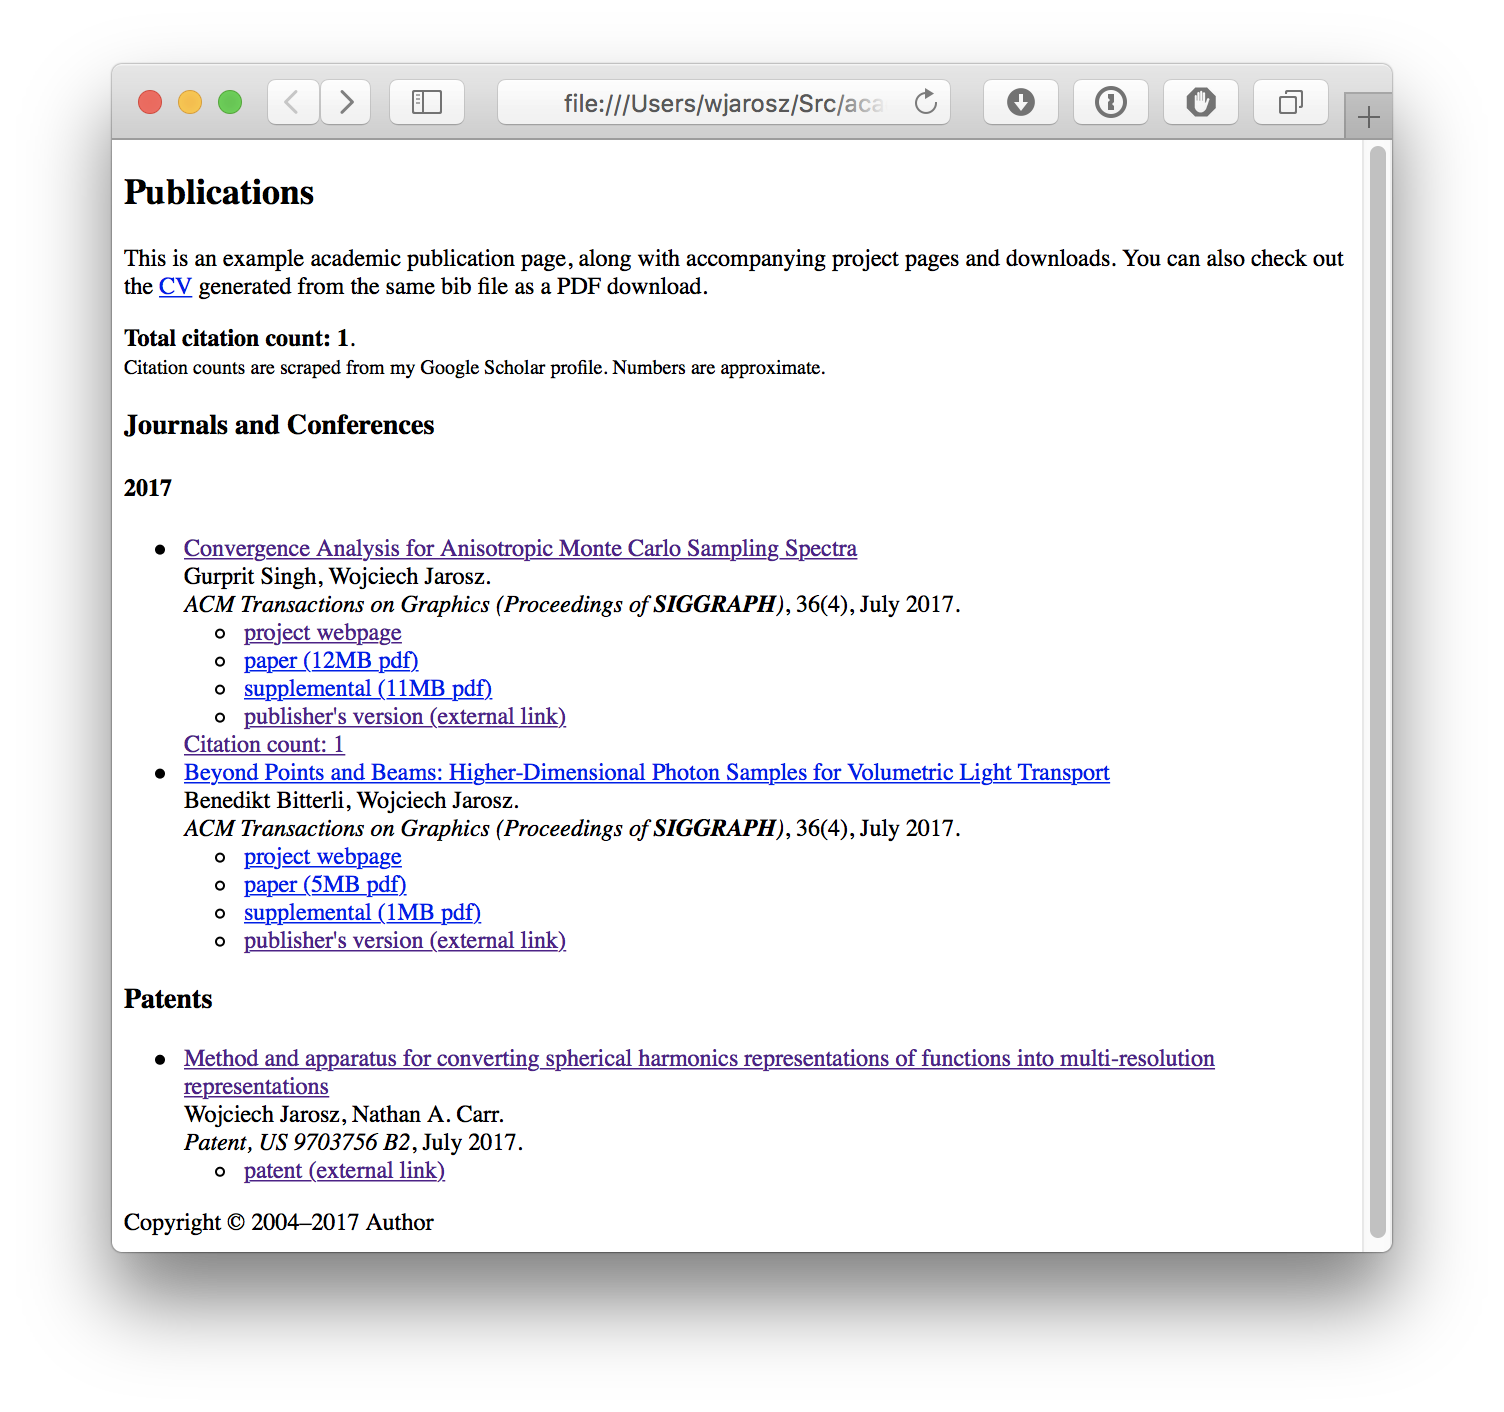 file:///Users/wjarosz/Src/aca
Publications
This is an example academic publication page, along with accompanying project pages and downloads. You can also check out
the CV generated from the same bib file as a PDF download.
Total citation count: 1.
Citation counts are scraped from my Google Scholar profile. Numbers are approximate.
Journals and Conferences
2017
Convergence Analysis for Anisotropic Monte Carlo Sampling Spectra
Gurprit Singh, Wojciech Jarosz.
ACM Transactions on Graphics (Proceedings of SIGGRAPH), 36(4), July 2017.
project webpage
paper (12MB pdf)
supplemental (11MB pdf)
publisher's version (external link)
Citation count: 1
Beyond Points and Beams: Higher-Dimensional Photon Samples for Volumetric Light Transport
Benedikt Bitterli, Wojciech Jarosz.
ACM Transactions on Graphics (Proceedings of SIGGRAPH), 36(4), July 2017.
project webpage
paper (5MB pdf)
supplemental (1MB pdf)
publisher's version (external link)
Patents
Method and apparatus for converting spherical harmonics representations of functions into multi-resolution
representations
Wojciech Jarosz, Nathan A. Carr.
Patent, US 9703756 B2, July 2017.
patent (external link)
Copyright © 2004–2017 Author